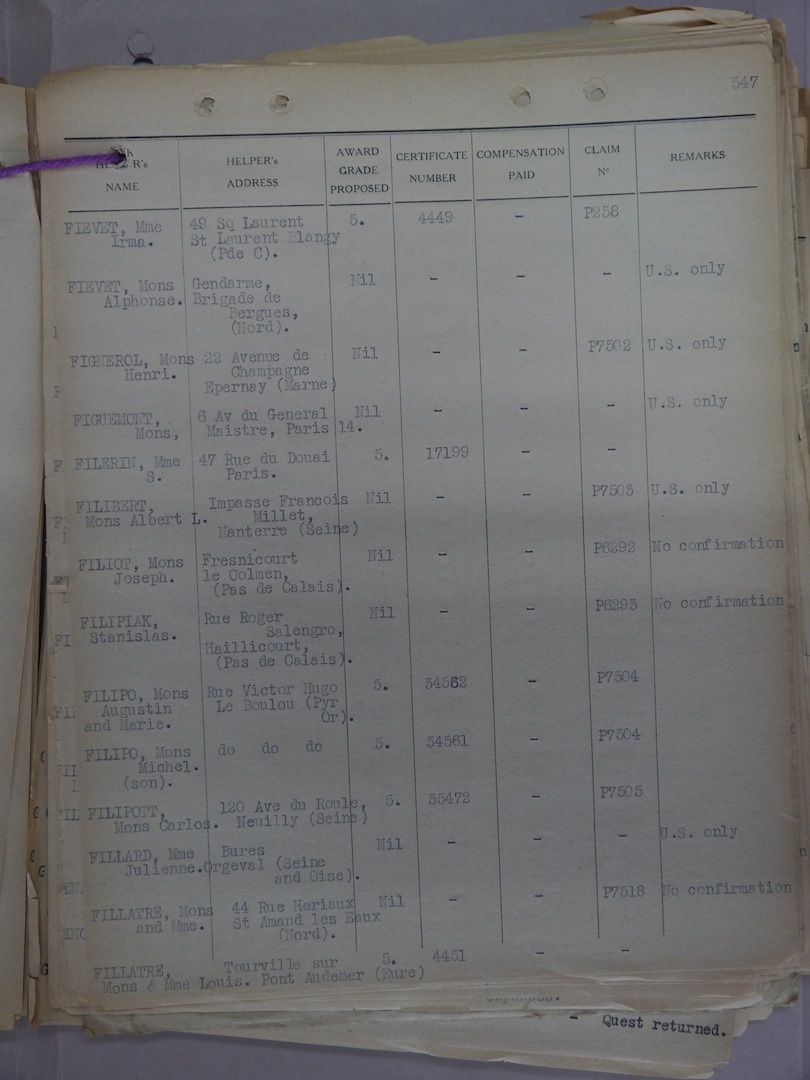 547
HELPER's NAME HELPER's ADDRESS AWARD GRADE PROPOSED CERTIFICATE NUMBER COMPENSATION PAID CLAIM Nº REMARKS
FIEVET, Mme 49 Sq Laurent 5. 4449 - P258
Irma. St Laurent Blangy
(Pde C).
FIEVET, Mons Gendarme, Nil - - - U.S. only
Alphonse. Brigade de
Bergues,
(Nord).
FIGNEROL, Mons 22 Avenue de Nil - - P7502 U.S. only
Henri. Champagne
Epernay (Marne)
FIGUEMONT, 6 Av du General Nil - - - U.S. only
Mons, Maistre, Paris 14.
FILERIN, Mme 47 Rue du Douai 5. 17199 - -
S. Paris.
FILIBERT, Impasse Francois Nil - - P7503 U.S. only
Mons Albert L. Millet,
Nanterre (Seine)
FILIOT, Mons Fresnicourt Nil - - P6292 No confirmation
Joseph. le Dolmen,
(Pas de Calais).
FILIPIAK, Rue Roger Nil - - P6293 No confirmation
Stanislas. Salengro,
Haillicourt,
(Pas de Calais).
FILIPO, Mons Rue Victor Hugo 5. 34562 - P7504
Augustin Le Boulou (Pyr
and Marie. Or).
FILIPO, Mons do do do 5. 34561 - P7504
Michel.
(son).
FILIPOTT, 120 Ave du Roule, 5. 35472 - P7505
Mons Carlos. Neuilly (Seine)
FILLARD, Mme Bures Nil - - - U.S. only
Julienne. Orgeval (Seine
and Oise).
FILLATRE, Mons 44 Rue Heriaux Nil - - P7518 No confirmation
and Mme. St Amand les Eaux
(Nord).
FILLATRE, Tourville sur 5. 4451 - -
Mons & Mme Louis. Pont Audemer (Eure)
- Quest returned.